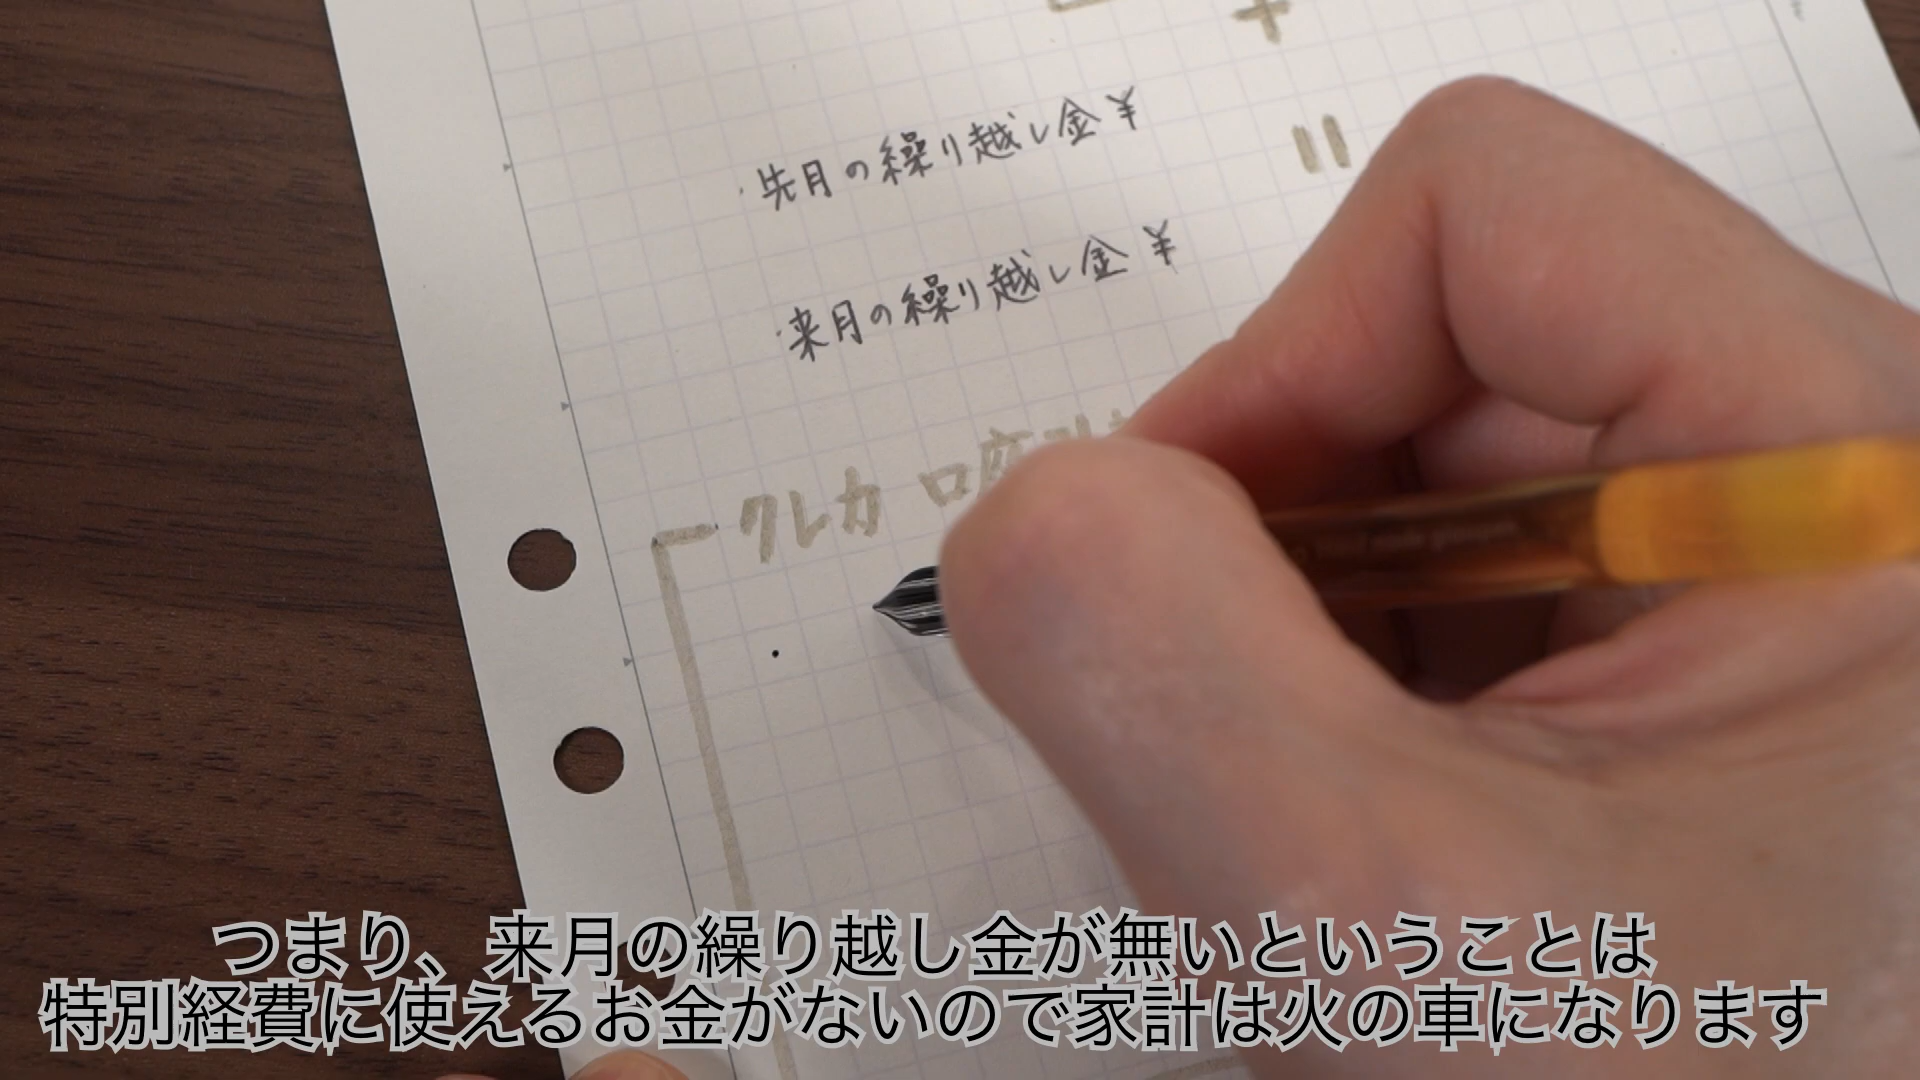 +
・先月の繰り越し金 ¥
=
・来月の繰り越し金 ¥
クレカ 口座引
つまり、来月の繰り越し金が無いということは
特別経費に使えるお金がないので家計は火の車になります